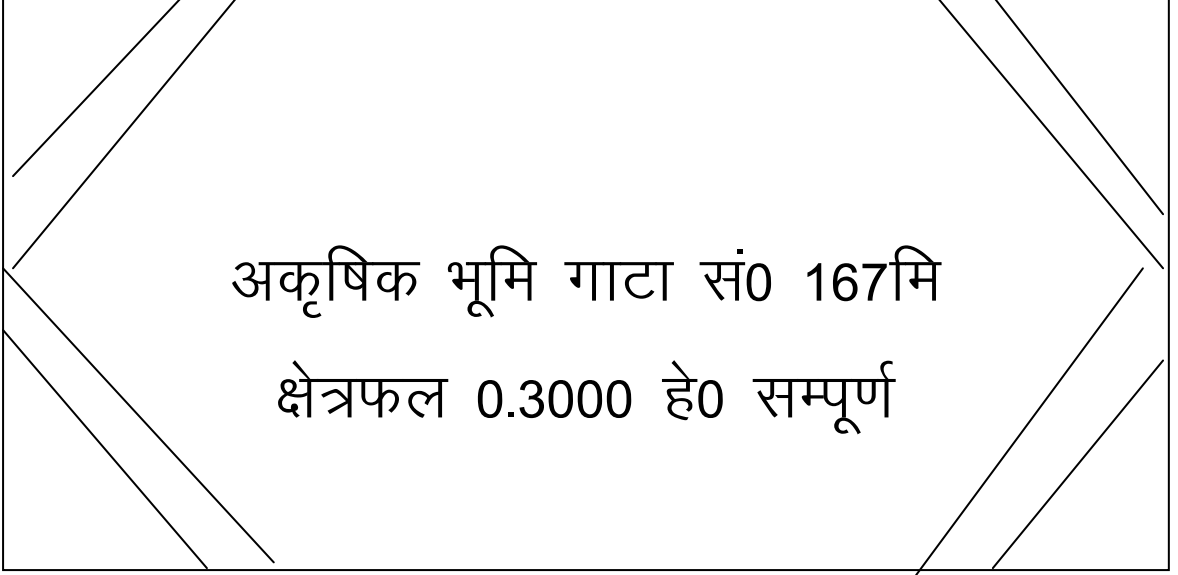 अकृषिक भूमि गाटा सं0 167मि
क्षेत्रफल 0.3000 हे0 सम्पूर्ण